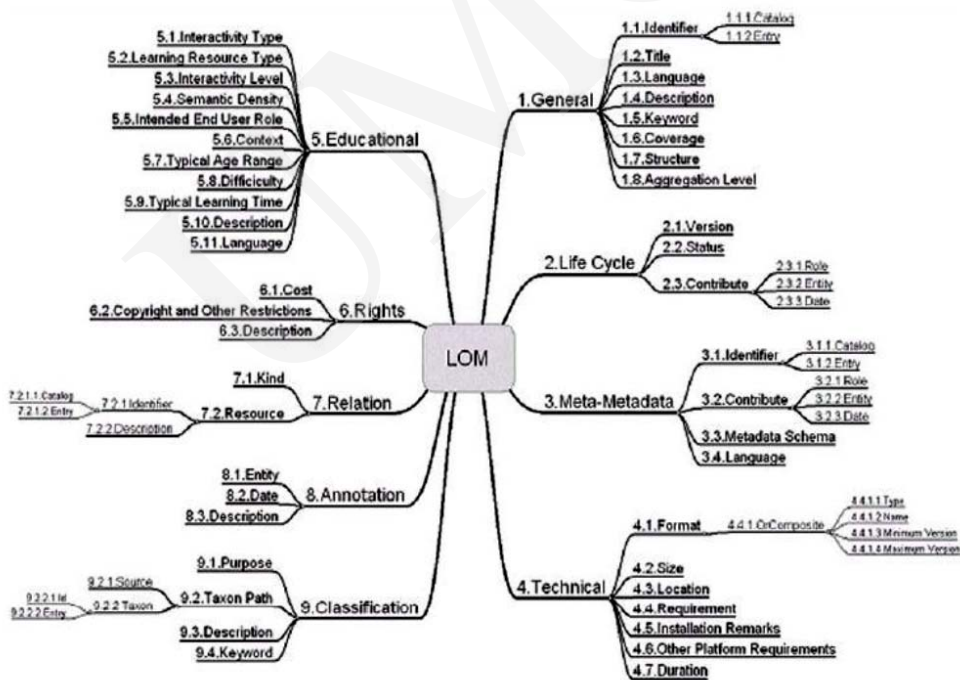 1.General
1.1.Identifier
1.1.1.Catalog
1.1.2 Entry
1.2.Title
1.3.Language
1.4.Description
1.5.Keyword
1.6.Coverage
1.7.Structure
1.8.Aggregation Level
2.Life Cycle
2.1.Version
2.2.Status
2.3.Contribute
2.3.1 Role
2.3.2 Entity
2.3.3 Date
LOM
3.Meta-Metadata
3.1.Identifier
3.1.1.Catalog
3.1.2 Entry
3.2.Contribute
3.2.1 Role
3.2.2 Entity
3.2.3 Date
3.3.Metadata Schema
3.4.Language
4.Technical
4.1.Format
4.4.1.OrComposite
4.4.1.1 Type
4.4.1.2 Name
4.4.1.3 Minimum Version
4.4.1.4 Maximum Version
4.2.Size
4.3.Location
4.4.Requirement
4.5.Installation Remarks
4.6.Other Platform Requirements
4.7.Duration
5.Educational
5.1.Interactivity Type
5.2.Learning Resource Type
5.3.Interactivity Level
5.4.Semantic Density
5.5.Intended End User Role
5.6.Context
5.7.Typical Age Range
5.8.Difficiculty
5.9.Typical Learning Time
5.10.Description
5.11.Language
6.Rights
6.1.Cost
6.2.Copyright and Other Restrictions
6.3.Description
7.Relation
7.1.Kind
7.2.Resource
7.2.1 Identifier
7.2.1.1.Catalog
7.2.1.2 Entry
7.2.2 Description
8.Annotation
8.1.Entity
8.2.Date
8.3.Description
9.Classification
9.1.Purpose
9.2.Taxon Path
9.2.1 Source
9.2.2 Taxon
9.2.2.1 Id
9.2.2.2 Entry
9.3.Description
9.4.Keyword